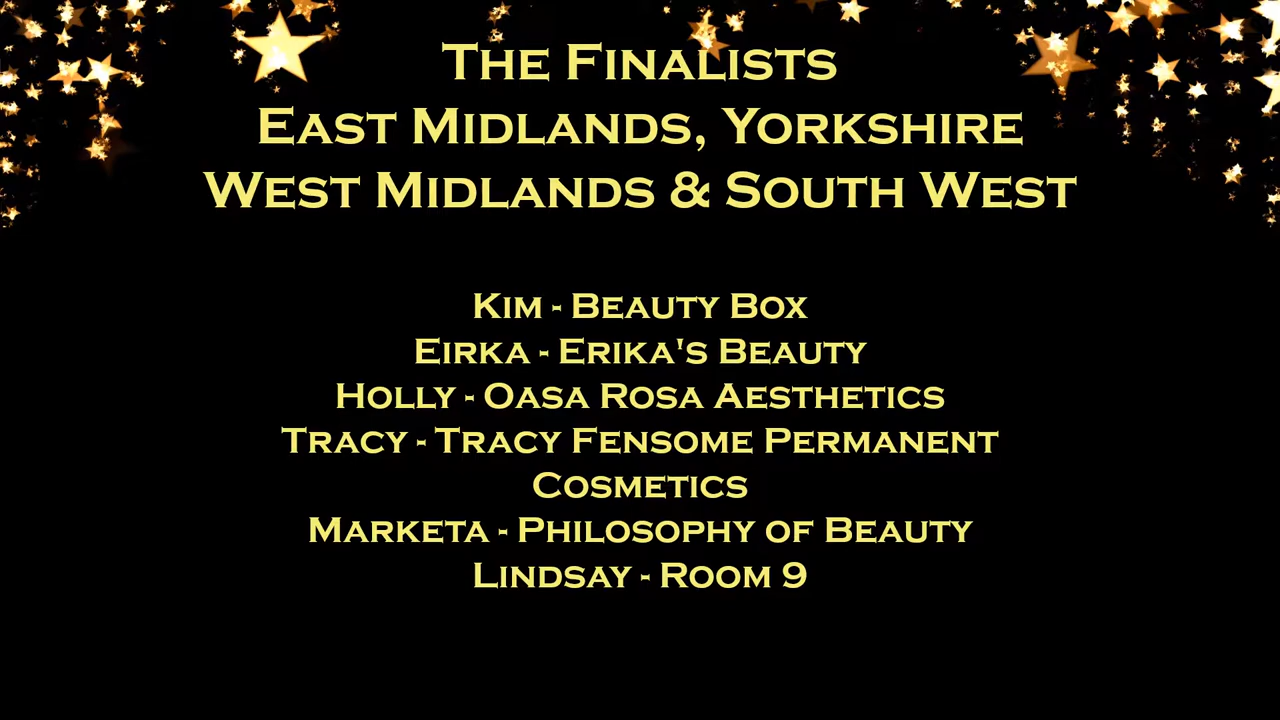 The Finalists
East Midlands, Yorkshire
West Midlands & South West
Kim - Beauty Box
Eirka - Erika's Beauty
Holly - Oasa Rosa Aesthetics
Tracy - Tracy Fensome Permanent
Cosmetics
Marketa - Philosophy of Beauty
Lindsay - Room 9